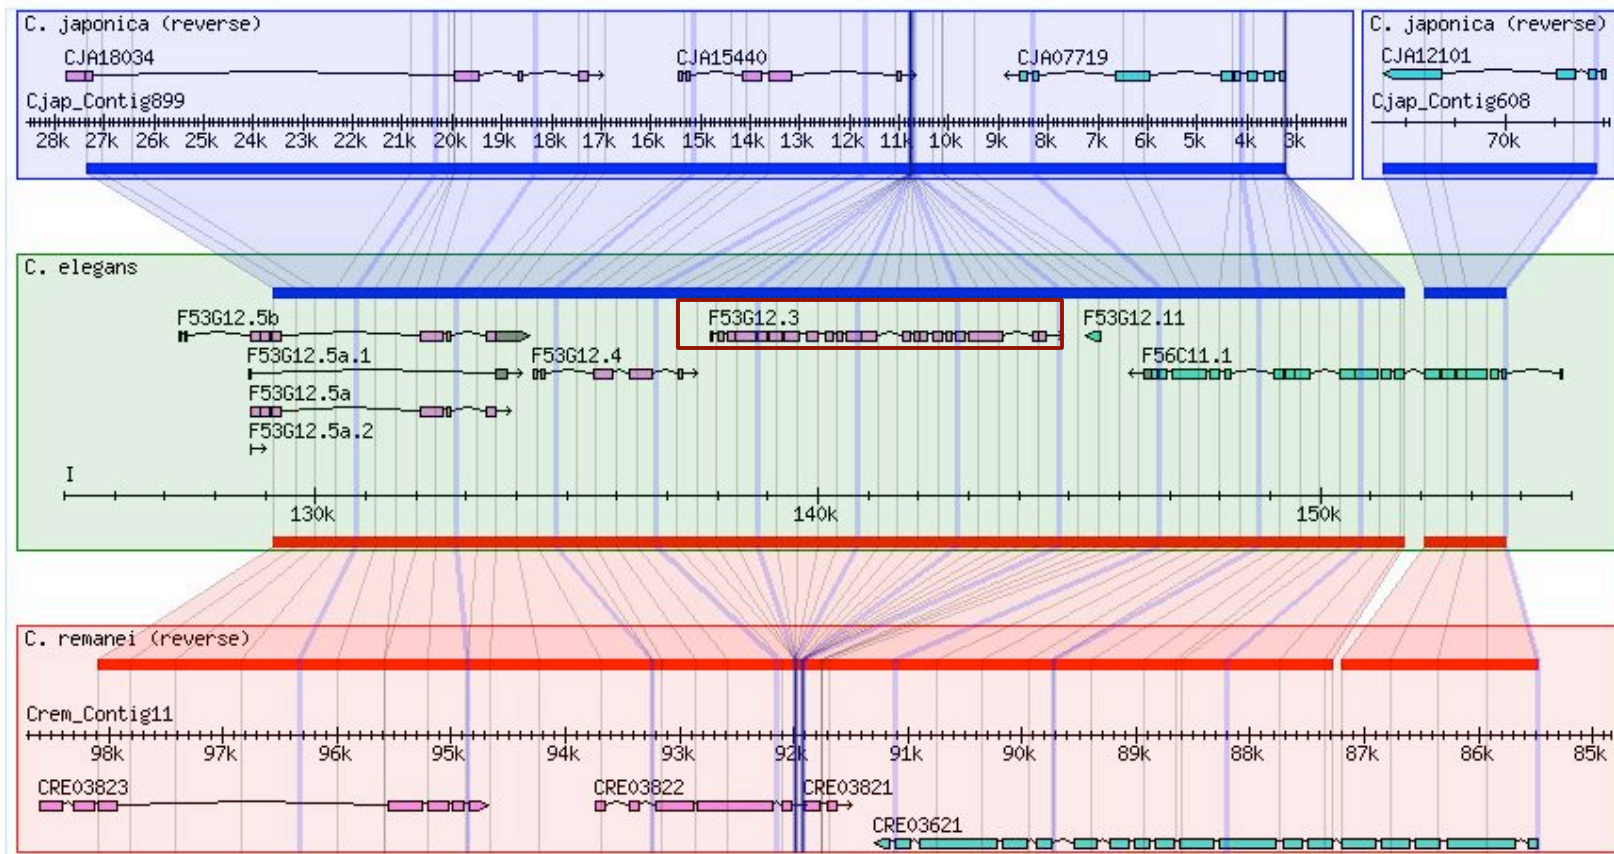 C. japonica (reverse)
CJA18034 CJA15440 CJA07719
Cjap_Contig899
28k 27k 26k 25k 24k 23k 22k 21k 20k 19k 18k 17k 16k 15k 14k 13k 12k 11k 10k 9k 8k 7k 6k 5k 4k 3k
C. japonica (reverse)
CJA12101
Cjap_Contig608
70k
C. elegans
F53G12.5b F53G12.3 F53G12.11
F53G12.5a.1 F53G12.4 F56C11.1
F53G12.5a
F53G12.5a.2
I
130k 140k 150k
C. remanei (reverse)
Crem_Contig11
98k 97k 96k 95k 94k 93k 92k 91k 90k 89k 88k 87k 86k 85k
CRE03823 CRE03822 CRE03821
CRE03621